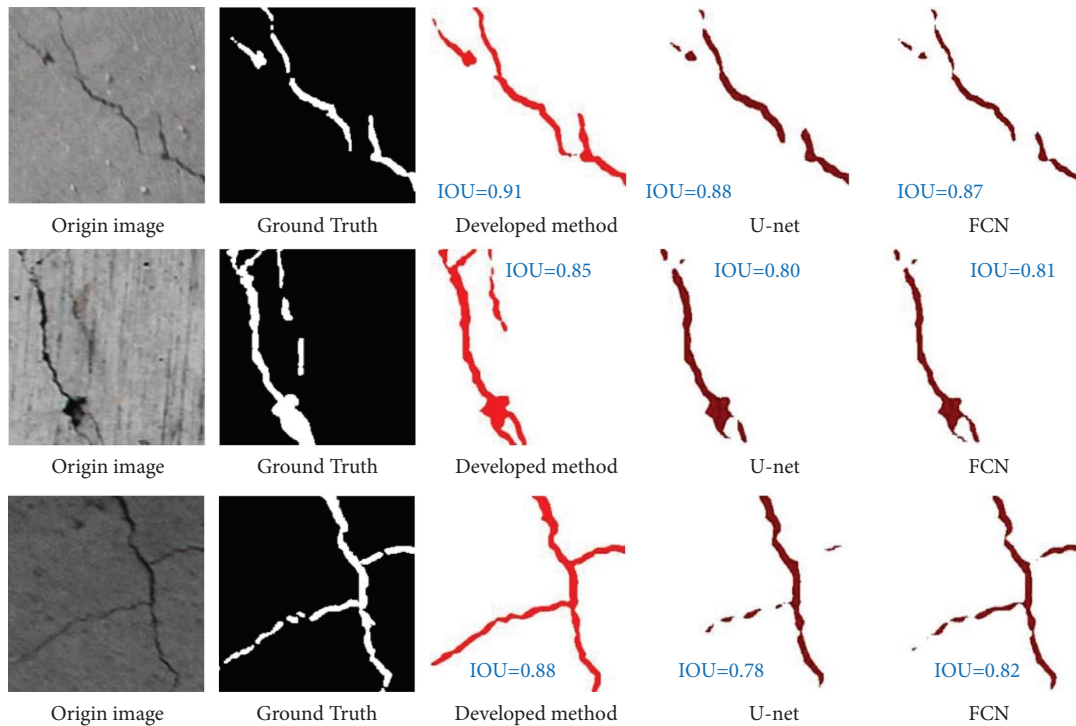 IOU=0.91 IOU=0.88 IOU=0.87
Origin image Ground Truth Developed method U-net FCN
IOU=0.85 IOU=0.80 IOU=0.81
Origin image Ground Truth Developed method U-net FCN
IOU=0.88 IOU=0.78 IOU=0.82
Origin image Ground Truth Developed method U-net FCN